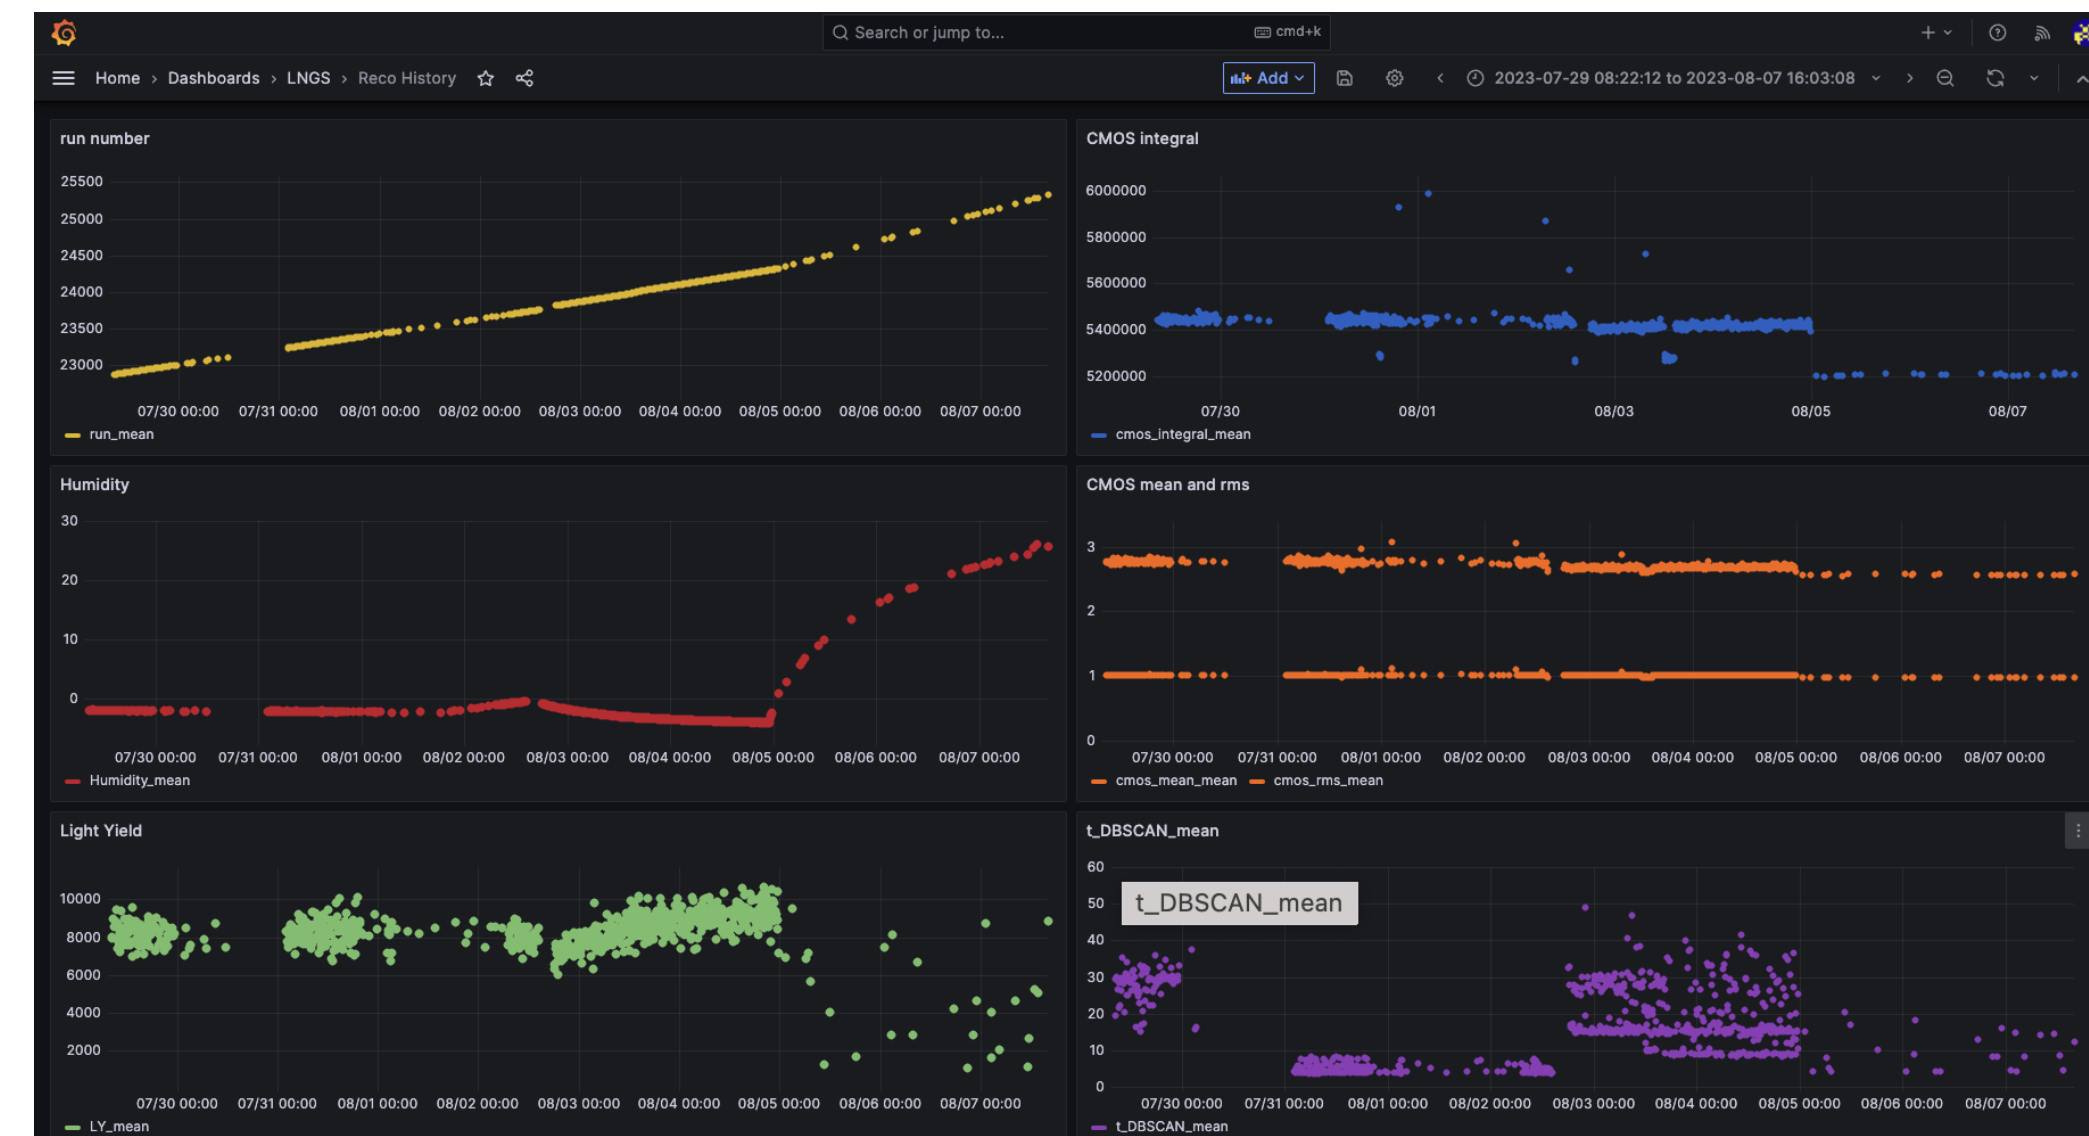 Search or jump to... cmd+k
Home › Dashboards › LNGS › Reco History Add 2023-07-29 08:22:12 to 2023-08-07 16:03:08
run number
25500
25000
24500
24000
23500
23000
07/30 00:00 07/31 00:00 08/01 00:00 08/02 00:00 08/03 00:00 08/04 00:00 08/05 00:00 08/06 00:00 08/07 00:00
run_mean
CMOS integral
6000000
5800000
5600000
5400000
5200000
07/30 08/01 08/03 08/05 08/07
cmos_integral_mean
Humidity
30
20
10
0
07/30 00:00 07/31 00:00 08/01 00:00 08/02 00:00 08/03 00:00 08/04 00:00 08/05 00:00 08/06 00:00 08/07 00:00
Humidity_mean
CMOS mean and rms
3
2
1
0
07/30 00:00 07/31 00:00 08/01 00:00 08/02 00:00 08/03 00:00 08/04 00:00 08/05 00:00 08/06 00:00 08/07 00:00
cmos_mean_mean cmos_rms_mean
Light Yield
10000
8000
6000
4000
2000
07/30 00:00 07/31 00:00 08/01 00:00 08/02 00:00 08/03 00:00 08/04 00:00 08/05 00:00 08/06 00:00 08/07 00:00
LY_mean
t_DBSCAN_mean
60
50
t_DBSCAN_mean
40
30
20
10
0
07/30 00:00 07/31 00:00 08/01 00:00 08/02 00:00 08/03 00:00 08/04 00:00 08/05 00:00 08/06 00:00 08/07 00:00
t_DBSCAN_mean